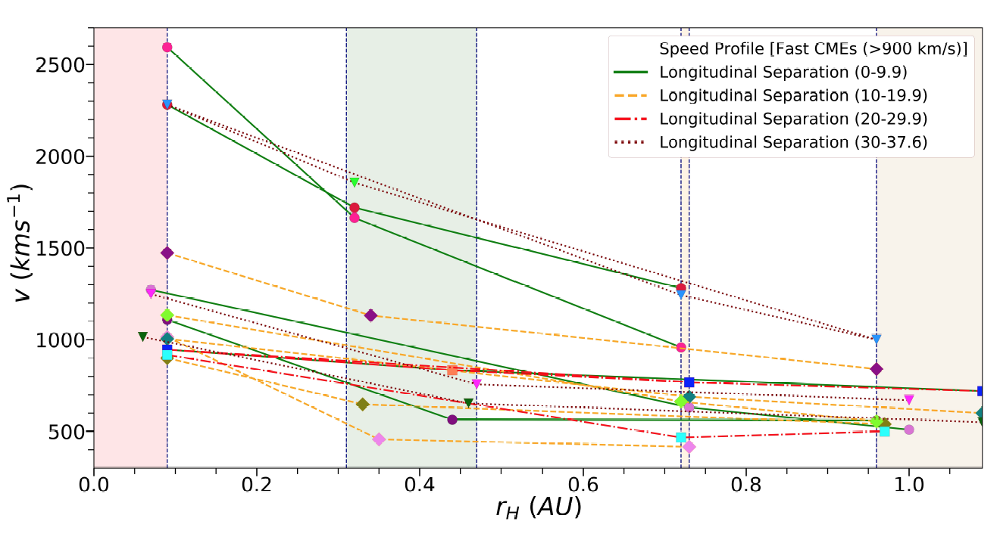 Speed Profile [Fast CMEs (>900 km/s)]
Longitudinal Separation (0-9.9)
Longitudinal Separation (10-19.9)
Longitudinal Separation (20-29.9)
Longitudinal Separation (30-37.6)
2500
2000
1500
1000
500
v (kms⁻¹)
0.0 0.2 0.4 0.6 0.8 1.0
r_H (AU)